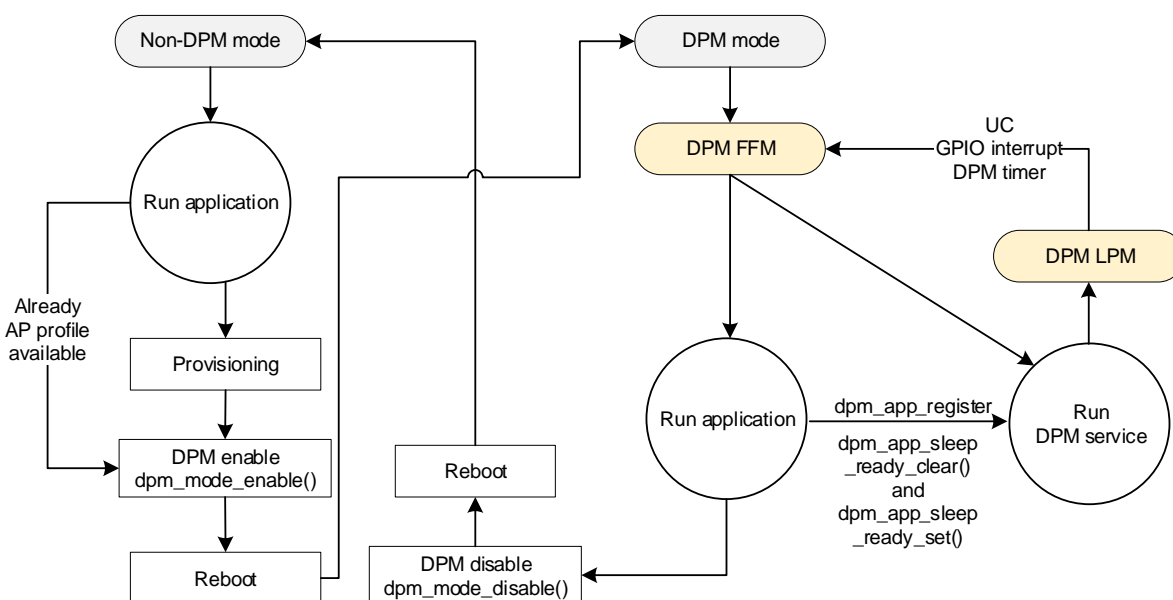 Non-DPM mode
DPM mode
UC
GPIO interrupt
DPM timer
DPM FFM
Run application
DPM LPM
Already
AP profile
available
Provisioning
DPM enable
dpm_mode_enable()
Reboot
Reboot
DPM disable
dpm_mode_disable()
Run application
dpm_app_register
dpm_app_sleep
_ready_clear()
and
dpm_app_sleep
_ready_set()
Run
DPM service